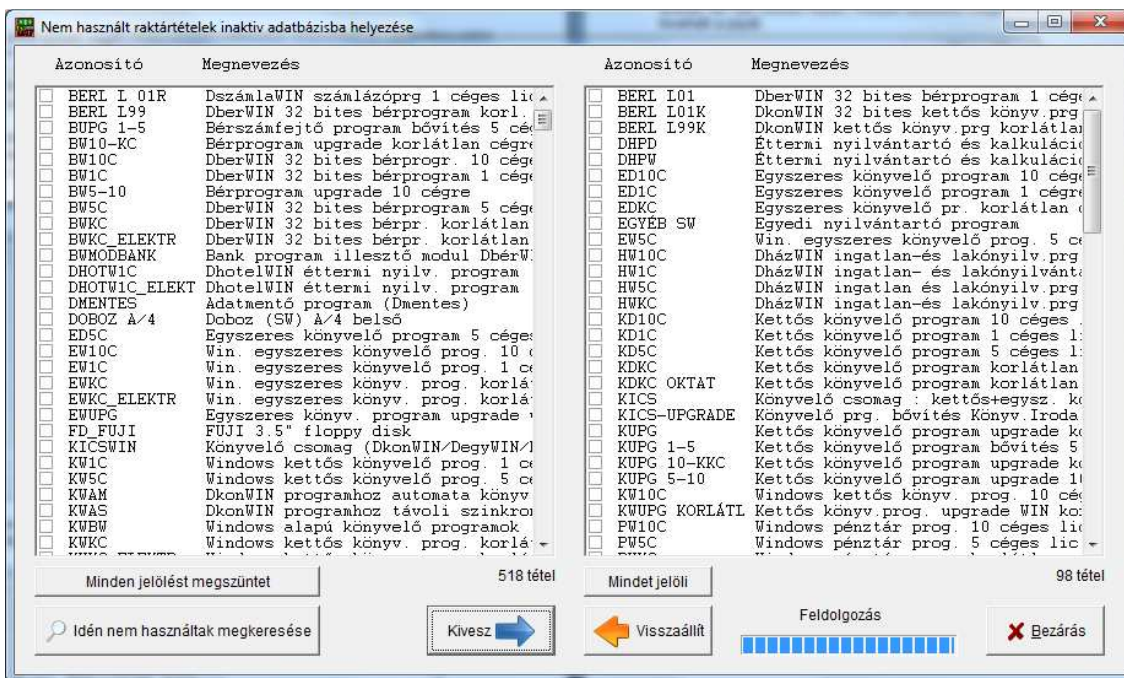 Nem használt raktártételek inaktiv adatbázisba helyezése
Azonosító Megnevezés
BERL L 01R DszámlaWIN számlázóprg 1 céges lic
BERL L99 DberWIN 32 bites bérprogram korl.
BUPG 1-5 Bérszámfejtő program bővítés 5 cég
BW10-KC Bérprogram upgrade korlátlan cégre
BW10C DberWIN 32 bites bérprogr. 10 cége
BW1C DberWIN 32 bites bérprogram 1 cége
BW5-10 Bérprogram upgrade 10 cégre
BW5C DberWIN 32 bites bérprogram 5 cége
BWKC DberWIN 32 bites bérpr. korlátlan
BWKC_ELEKTR DberWIN 32 bites bérpr. korlátlan
BWMODBANK Bank program illesztő modul DbérW
DHOTW1C DhotelWIN éttermi nyilv. program
DHOTW1C_ELEKT DhotelWIN éttermi nyilv. program
DMENTES Adatmentő program (Dmentes)
DOBOZ A/4 Doboz (SW) A/4 belső
ED5C Egyszeres könyvelő program 5 céges
EW10C Win. egyszeres könyvelő prog. 10
EW1C Win. egyszeres könyvelő prog. 1 cé
EWKC Win. egyszeres könyv. prog. korlá
EWKC_ELEKTR Win. egyszeres könyv. prog. korlá
EWUPG Egyszeres könyv. program upgrade
FD_FUJI FUJI 3.5" floppy disk
KICSWIN Könyvelő csomag (DkonWIN/DegyWIN/
KW1C Windows kettős könyvelő prog. 1 cé
KW5C Windows kettős könyvelő prog. 5 cé
KWAM DkonWIN programhoz automata könyv
KWAS DkonWIN programhoz távoli szinkro
KWBW Windows alapú könyvelő programok
KWKC Windows kettős könyv. prog. korlá
518 tétel
Minden jelölést megszüntet
Idén nem használtak megkeresése
Kivesz
Azonosító Megnevezés
BERL L01 DberWIN 32 bites bérprogram 1 cége
BERL L01K DkonWIN 32 bites kettős könyv.prg
BERL L99K DkonWIN kettős könyv.prg korlátla
DHPD Éttermi nyilvántartó és kalkuláció
DHPW Éttermi nyilvántartó és kalkuláció
ED10C Egyszeres könyvelő program 10 cége
ED1C Egyszeres könyvelő program 1 cégre
EDKC Egyszeres könyvelő pr. korlátlan
EGYÉB SW Egyedi nyilvántartó program
EW5C Win. egyszeres könyvelő prog. 5 cé
HW10C DházWIN ingatlan-és lakónyilv.prg
HW1C DházWIN ingatlan- és lakónyilvánta
HW5C DházWIN ingatlan és lakónyilv.prg
HWKC DházWIN ingatlan-és lakónyilv.prg
KD10C Kettős könyvelő program 10 céges
KD1C Kettős könyvelő program 1 céges l
KD5C Kettős könyvelő program 5 céges l
KDKC Kettős könyvelő program korlátlan
KDKC OKTAT Kettős könyvelő program korlátlan
KICS Könyvelő csomag : kettős+egysz. k
KICS-UPGRADE Könyvelő prg. bővítés Könyv.Iroda
KUPG Kettős könyvelő program upgrade k
KUPG 1-5 Kettős könyvelő program bővítés 5
KUPG 10-KKC Kettős könyvelő program upgrade k
KUPG 5-10 Kettős könyvelő program upgrade 1
KW10C Windows kettős könyv. prog. 10 cé
KWUPG KORLÁTL Kettős könyv.prog. upgrade WIN ko
PW10C Windows pénztár prog. 10 céges lic
PW5C Windows pénztár prog. 5 céges lic
98 tétel
Mindet jelöli
Visszaállít
Feldolgozás
Bezárás